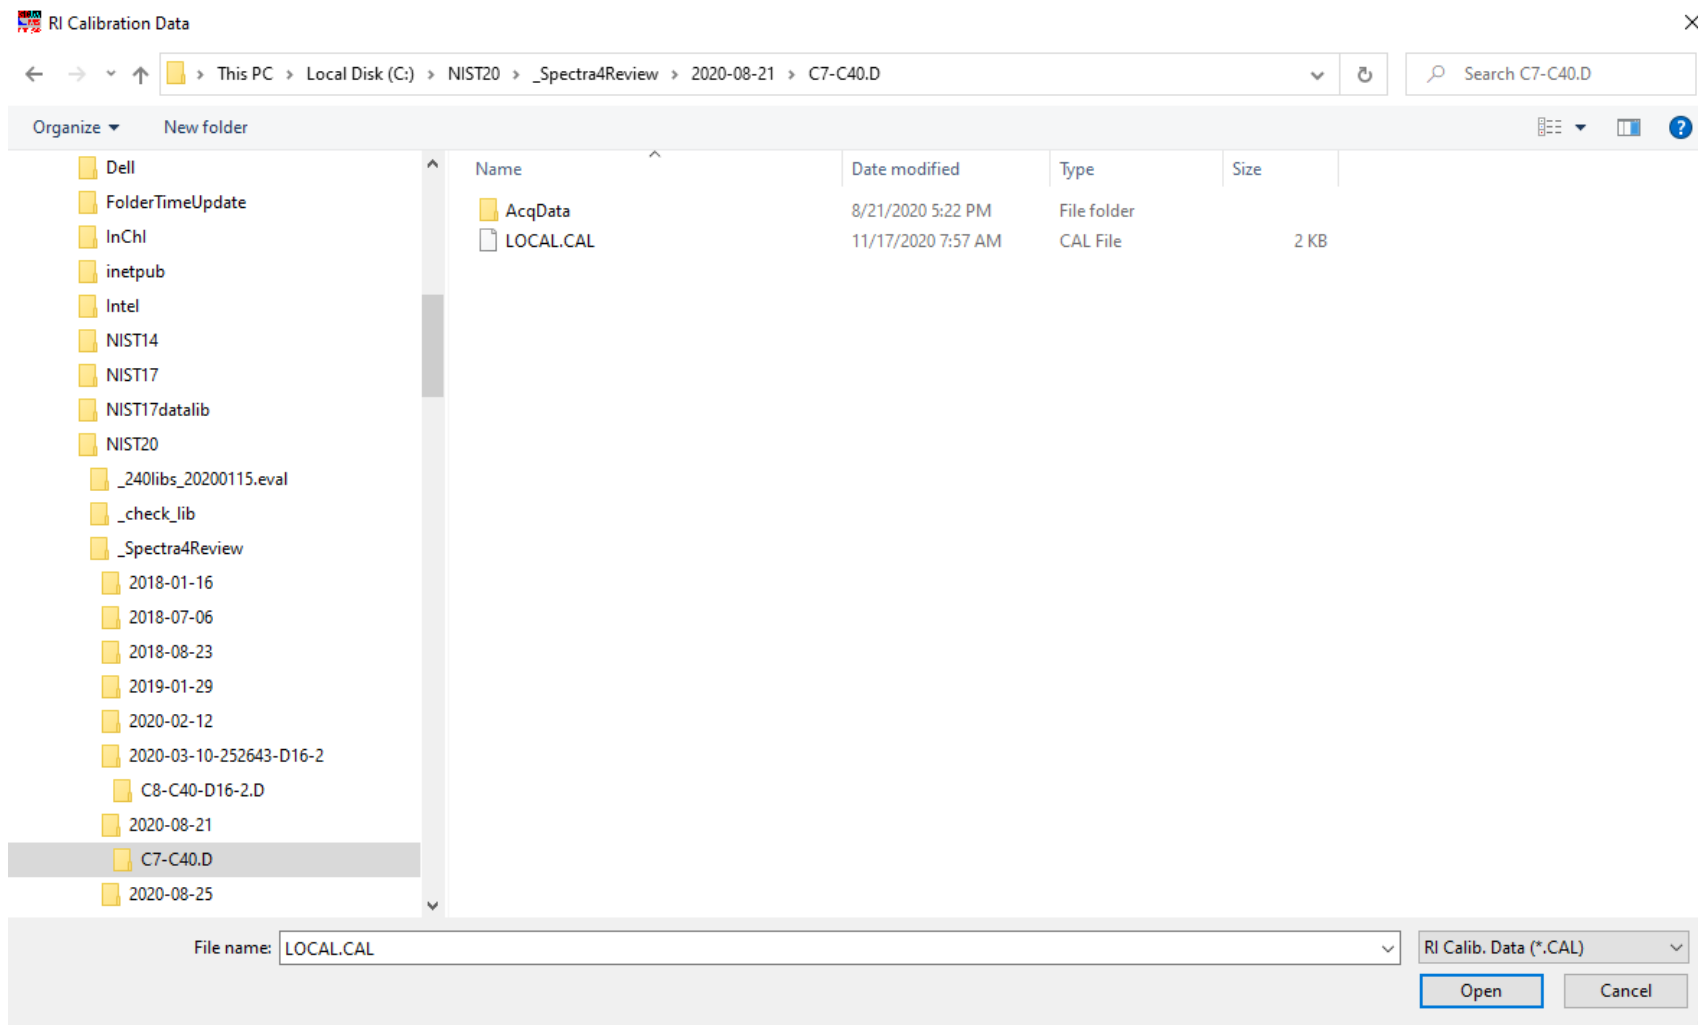 RI Calibration Data
This PC > Local Disk (C:) > NIST20 > _Spectra4Review > 2020-08-21 > C7-C40.D
Search C7-C40.D
Organize
New folder
Dell
FolderTimeUpdate
InChI
inetpub
Intel
NIST14
NIST17
NIST17datalib
NIST20
_240libs_20200115.eval
_check_lib
_Spectra4Review
2018-01-16
2018-07-06
2018-08-23
2019-01-29
2020-02-12
2020-03-10-252643-D16-2
C8-C40-D16-2.D
2020-08-21
C7-C40.D
2020-08-25
Name Date modified Type Size
AcqData 8/21/2020 5:22 PM File folder
LOCAL.CAL 11/17/2020 7:57 AM CAL File 2 KB
File name: LOCAL.CAL
RI Calib. Data (*.CAL)
Open
Cancel